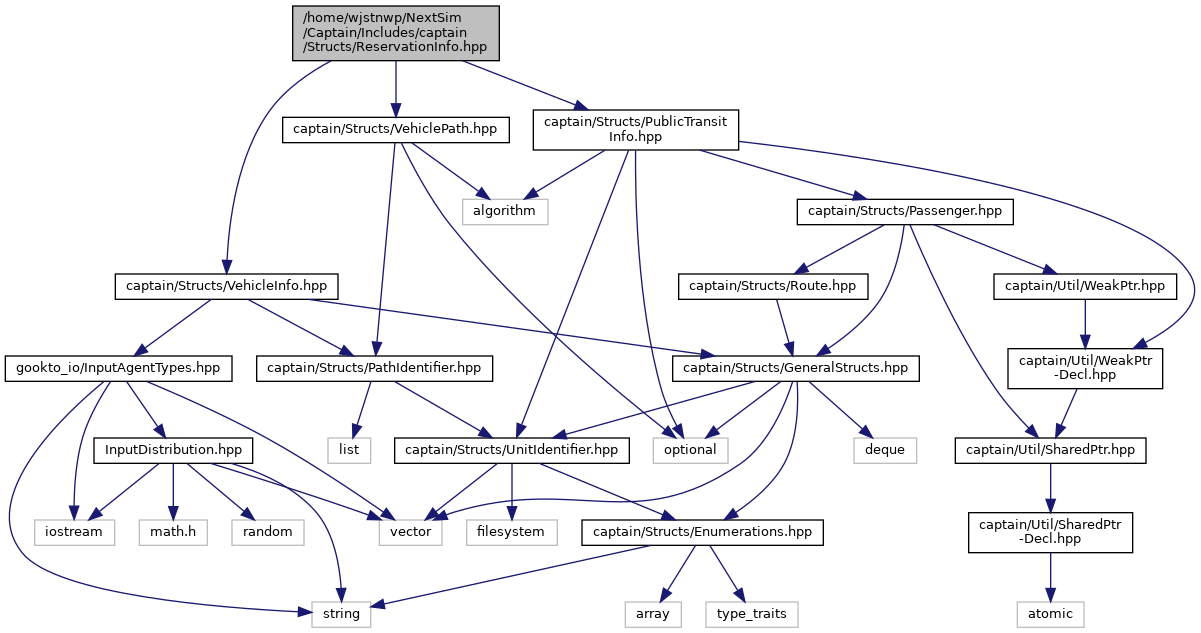 /home/wjstnwp/NextSim
/Captain/Includes/captain
/Structs/ReservationInfo.hpp
captain/Structs/VehiclePath.hpp
captain/Structs/PublicTransit
Info.hpp
algorithm
captain/Structs/Passenger.hpp
captain/Structs/VehicleInfo.hpp
captain/Structs/Route.hpp
captain/Util/WeakPtr.hpp
gookto_io/InputAgentTypes.hpp
captain/Structs/PathIdentifier.hpp
captain/Structs/GeneralStructs.hpp
captain/Util/WeakPtr
-Decl.hpp
InputDistribution.hpp
list
captain/Structs/UnitIdentifier.hpp
optional
deque
captain/Util/SharedPtr.hpp
iostream
math.h
random
vector
filesystem
captain/Structs/Enumerations.hpp
captain/Util/SharedPtr
-Decl.hpp
string
array
type_traits
atomic